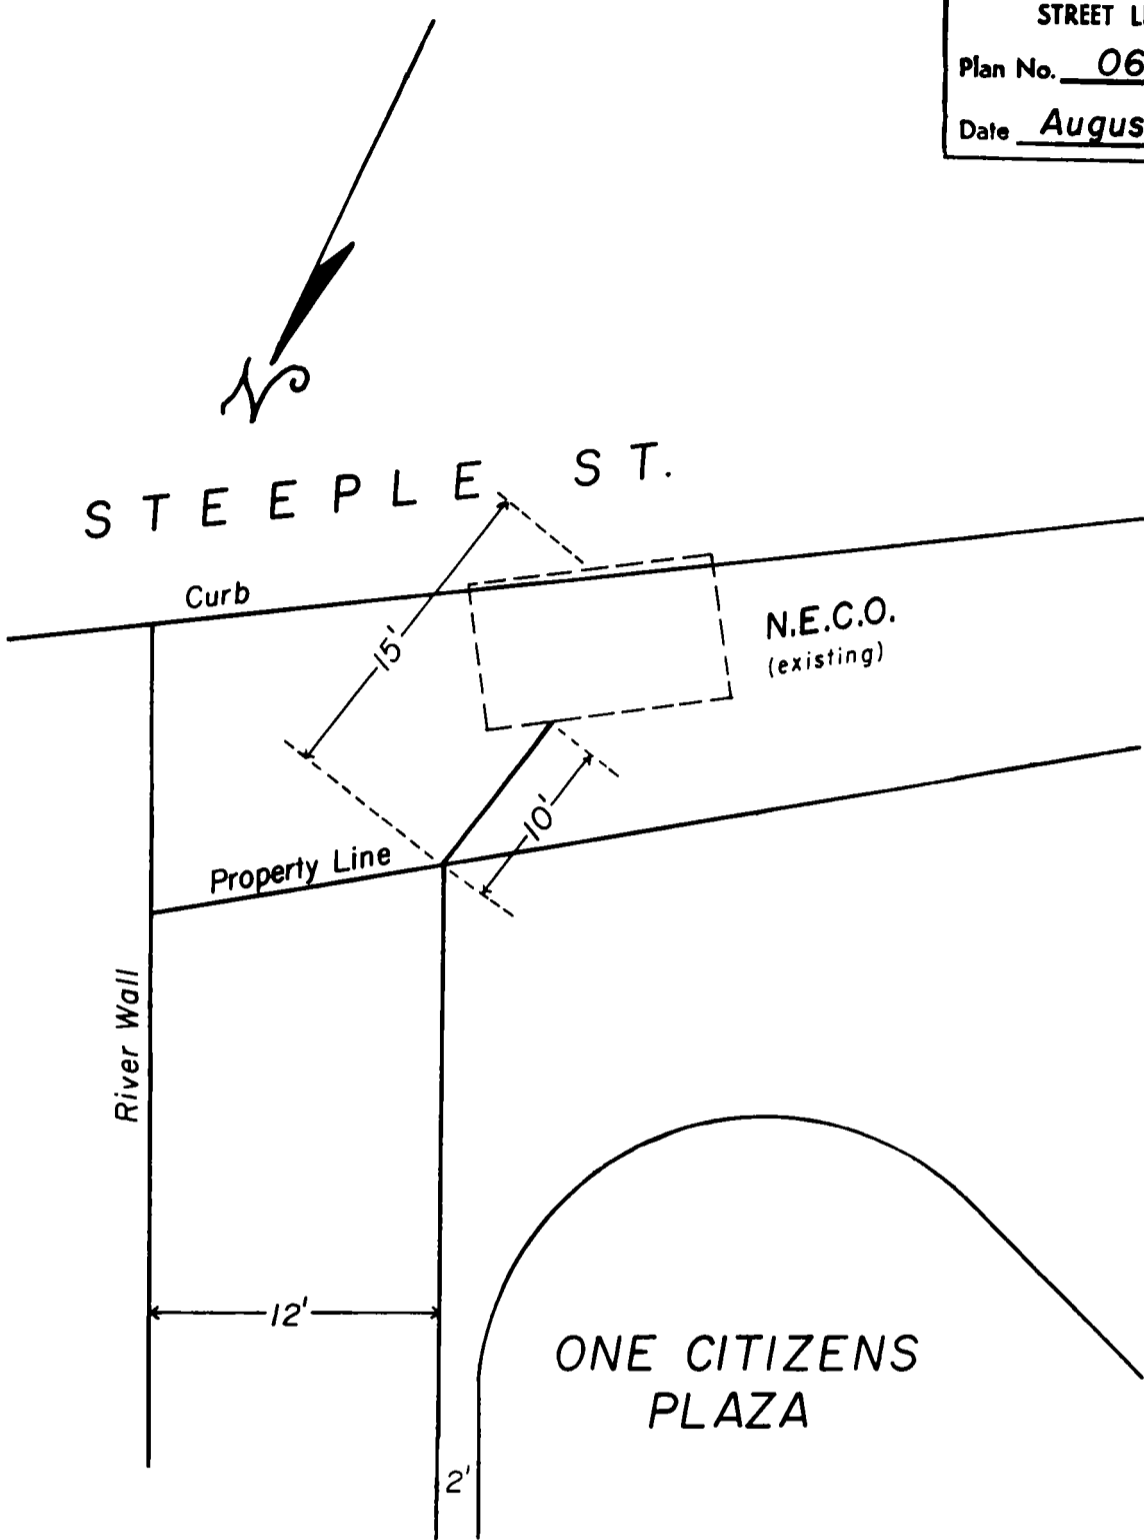 STREET
Plan No. 06
Date
N
STEEPLE ST.
Curb
N.E.C.O.
(existing)
15'
10'
Property Line
River Wall
12'
ONE CITIZENS
PLAZA
2'